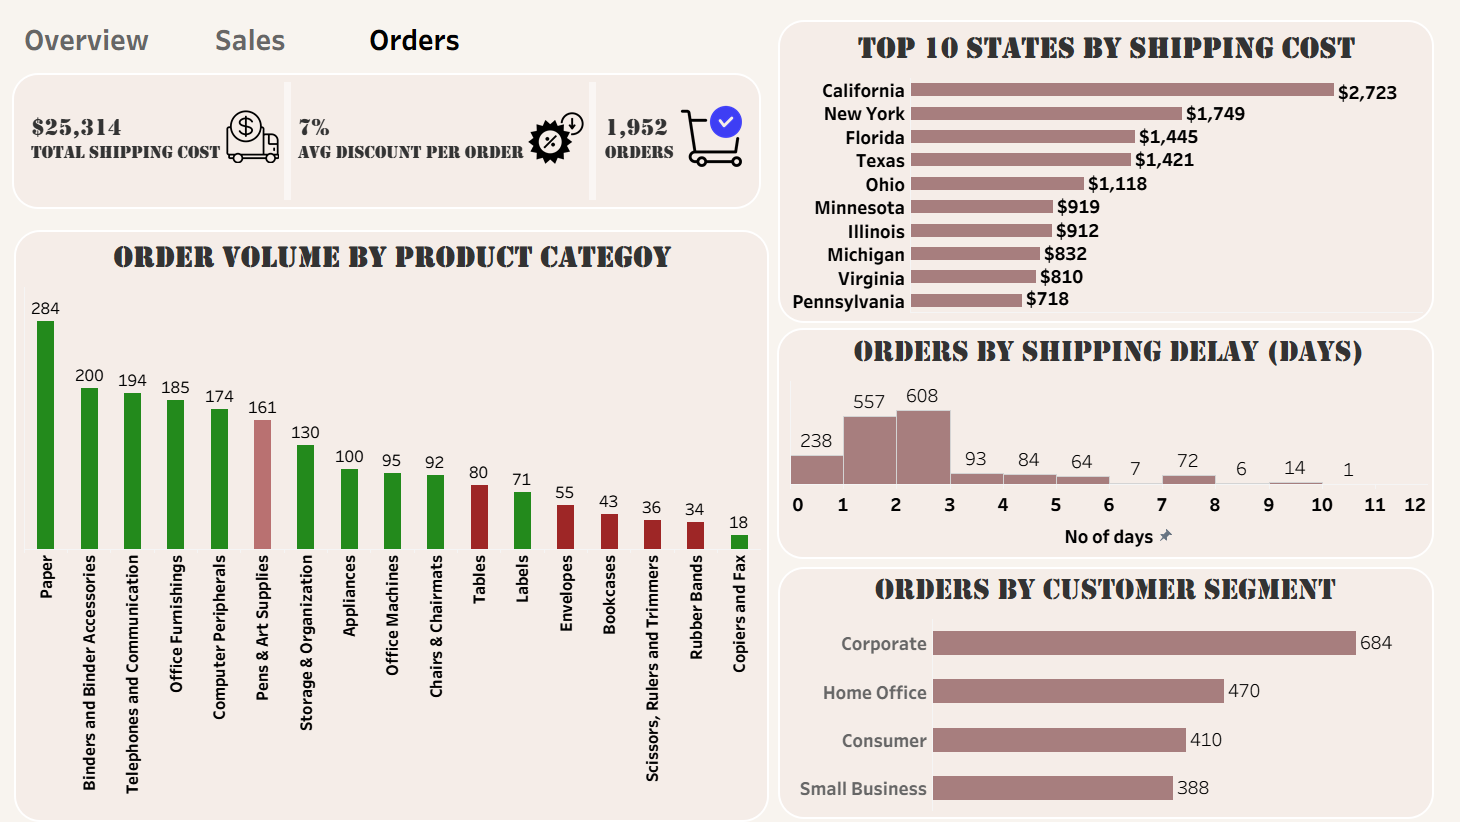 Overview Sales Orders
$25,314
TOTAL SHIPPING COST
7%
AVG DISCOUNT PER ORDER
1,952
ORDERS
ORDER VOLUME BY PRODUCT CATEGOY
284
200
194
185
174
161
130
100
95
92
80
71
55
43
36
34
18
Paper
Binders and Binder Accessories
Telephones and Communication
Office Furnishings
Computer Peripherals
Pens & Art Supplies
Storage & Organization
Appliances
Office Machines
Chairs & Chairmats
Tables
Labels
Envelopes
Bookcases
Scissors, Rulers and Trimmers
Rubber Bands
Copiers and Fax
TOP 10 STATES BY SHIPPING COST
California $2,723
New York $1,749
Florida $1,445
Texas $1,421
Ohio $1,118
Minnesota $919
Illinois $912
Michigan $832
Virginia $810
Pennsylvania $718
ORDERS BY SHIPPING DELAY (DAYS)
238 557 608 93 84 64 7 72 6 14 1
0 1 2 3 4 5 6 7 8 9 10 11 12
No of days
ORDERS BY CUSTOMER SEGMENT
Corporate 684
Home Office 470
Consumer 410
Small Business 388